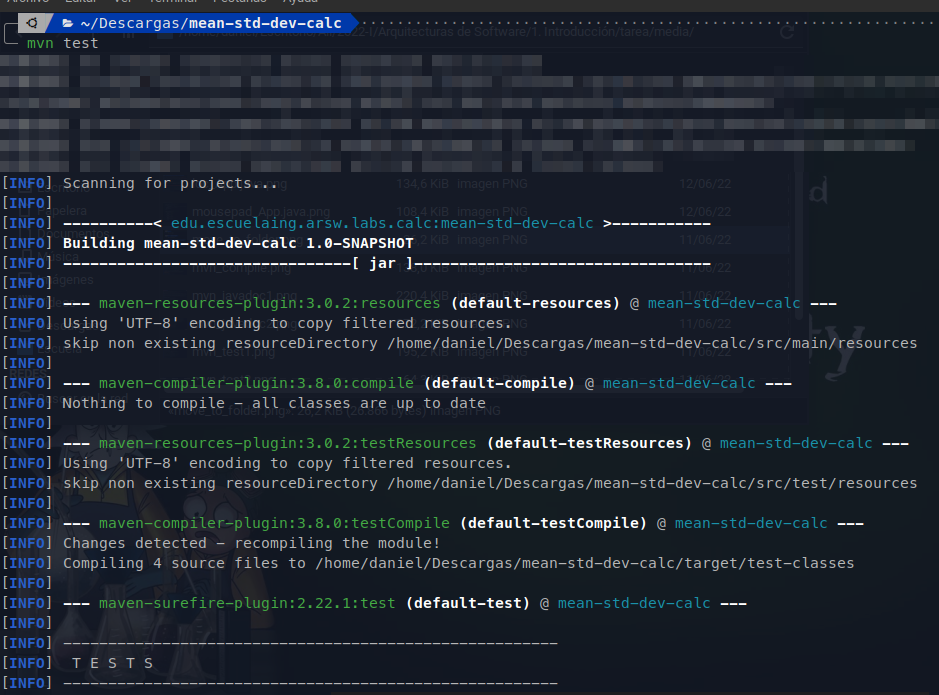 Archivo Editar Ver Terminal Pestañas Ayuda
~/Descargas/mean-std-dev-calc
mvn test
[INFO] Scanning for projects...
[INFO]
[INFO] ----------< edu.escuelaing.arsw.labs.calc:mean-std-dev-calc >-----------
[INFO] Building mean-std-dev-calc 1.0-SNAPSHOT
[INFO] --------------------------------[ jar ]---------------------------------
[INFO]
[INFO] --- maven-resources-plugin:3.0.2:resources (default-resources) @ mean-std-dev-calc ---
[INFO] Using 'UTF-8' encoding to copy filtered resources.
[INFO] skip non existing resourceDirectory /home/daniel/Descargas/mean-std-dev-calc/src/main/resources
[INFO]
[INFO] --- maven-compiler-plugin:3.8.0:compile (default-compile) @ mean-std-dev-calc ---
[INFO] Nothing to compile - all classes are up to date
[INFO]
[INFO] --- maven-resources-plugin:3.0.2:testResources (default-testResources) @ mean-std-dev-calc ---
[INFO] Using 'UTF-8' encoding to copy filtered resources.
[INFO] skip non existing resourceDirectory /home/daniel/Descargas/mean-std-dev-calc/src/test/resources
[INFO]
[INFO] --- maven-compiler-plugin:3.8.0:testCompile (default-testCompile) @ mean-std-dev-calc ---
[INFO] Changes detected - recompiling the module!
[INFO] Compiling 4 source files to /home/daniel/Descargas/mean-std-dev-calc/target/test-classes
[INFO]
[INFO] --- maven-surefire-plugin:2.22.1:test (default-test) @ mean-std-dev-calc ---
[INFO]
[INFO] -------------------------------------------------------
[INFO]  T E S T S
[INFO] -------------------------------------------------------